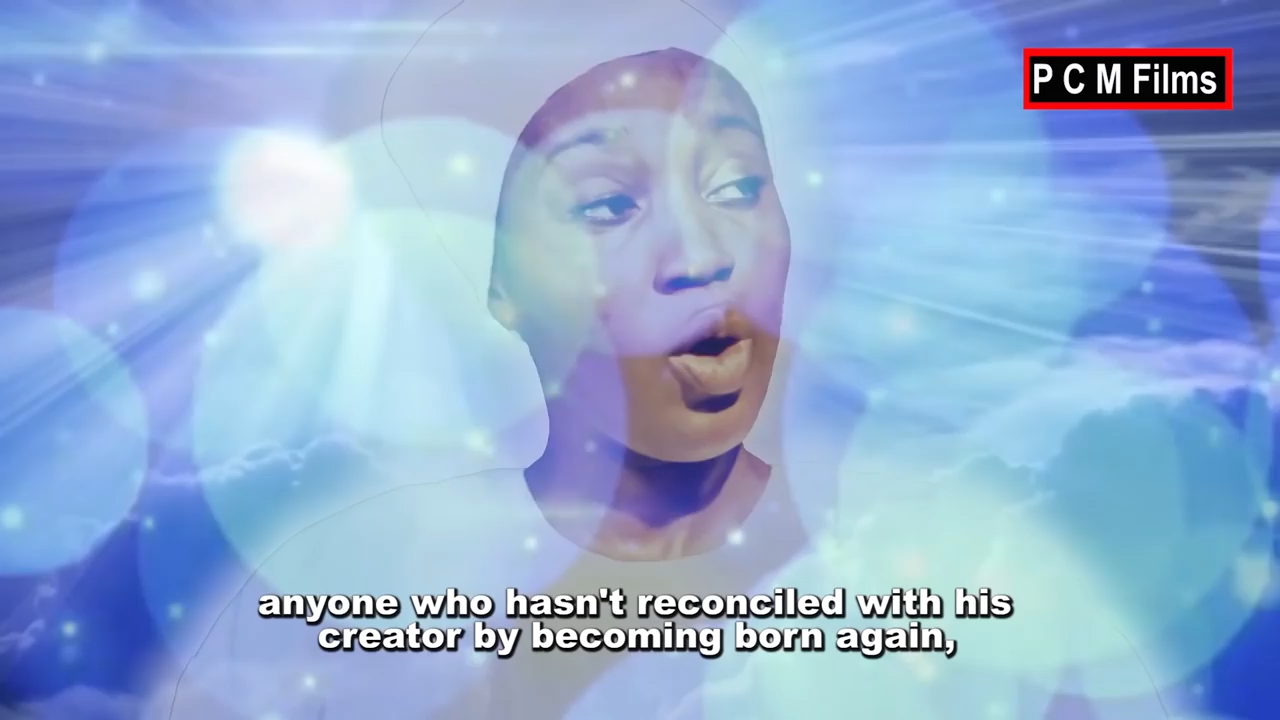 P C M Films
anyone who hasn't reconciled with his
creator by becoming born again,